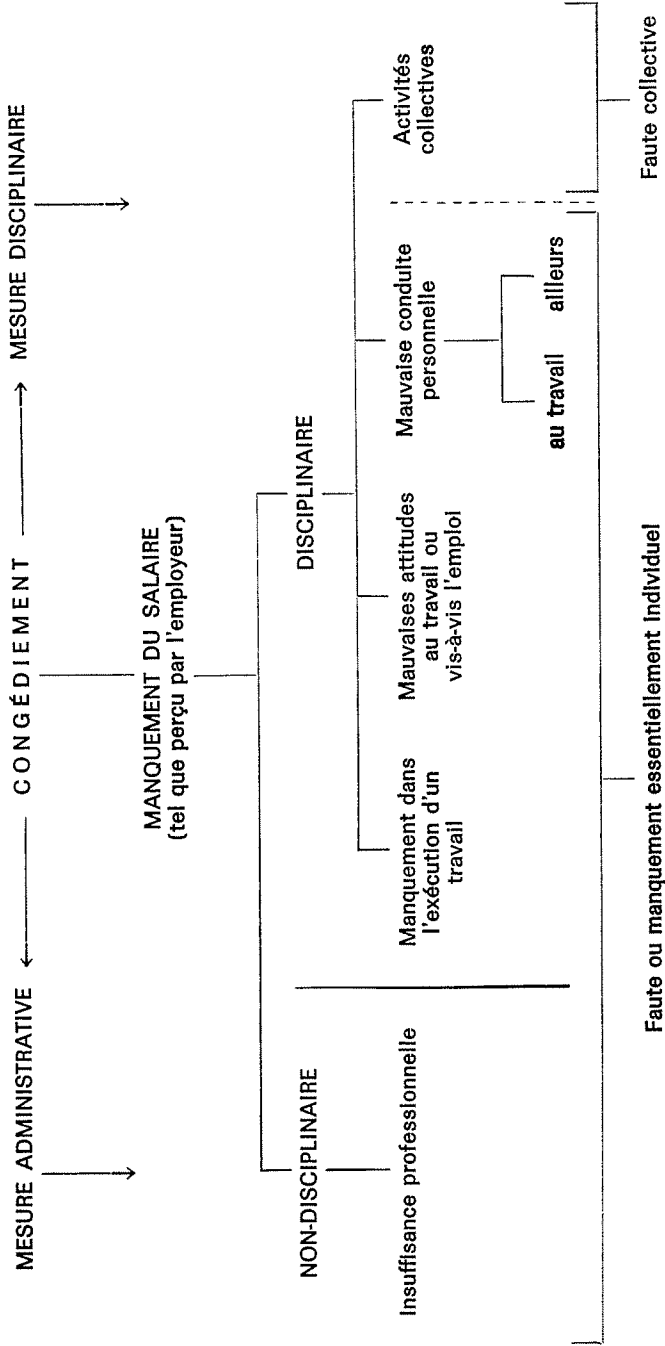 MESURE ADMINISTRATIVE
CONGÉDIEMENT
MESURE DISCIPLINAIRE
MANQUEMENT DU SALAIRE
(tel que perçu par l'employeur)
NON-DISCIPLINAIRE
DISCIPLINAIRE
Insuffisance professionnelle
Manquement dans
l'exécution d'un
travail
Mauvaises attitudes
au travail ou
vis-à-vis l'emploi
Mauvaise conduite
personnelle
au travail
ailleurs
Activités
collectives
Faute ou manquement essentiellement individuel
Faute collective